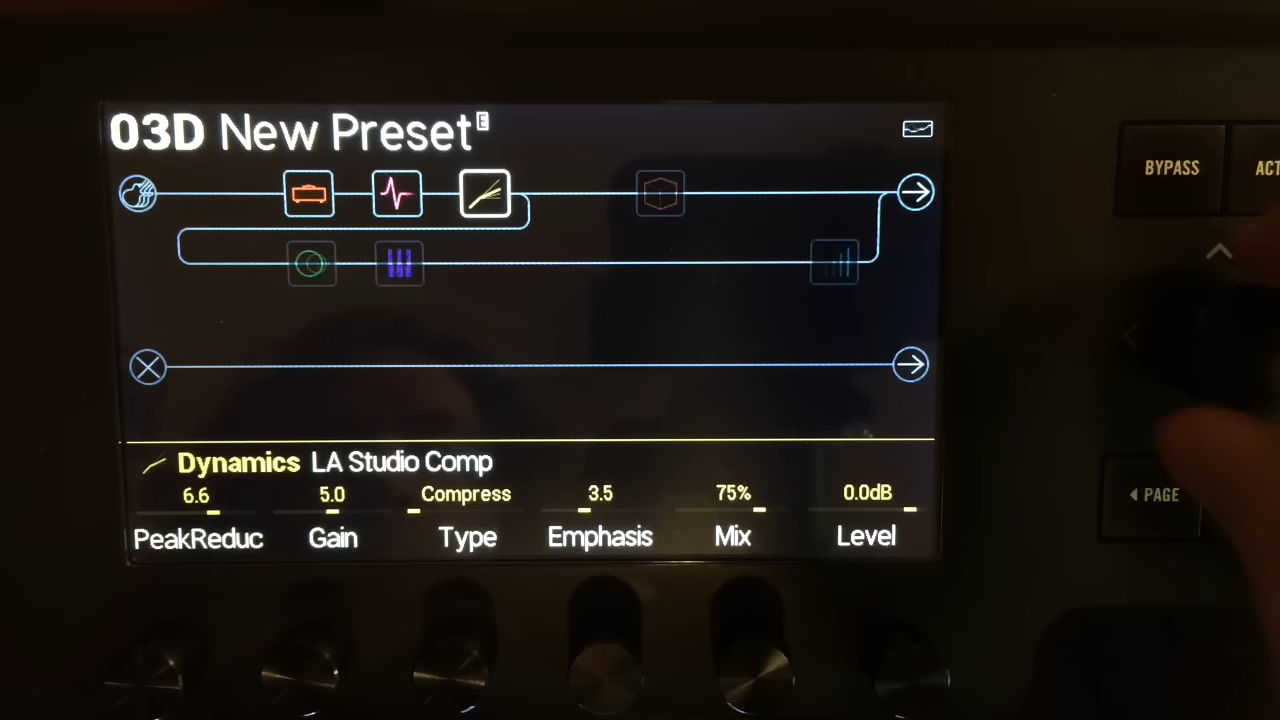 03D New Preset E
BYPASS
ACT
Dynamics LA Studio Comp
6.6 5.0 Compress 3.5 75% 0.0dB
PeakReduc Gain Type Emphasis Mix Level
PAGE